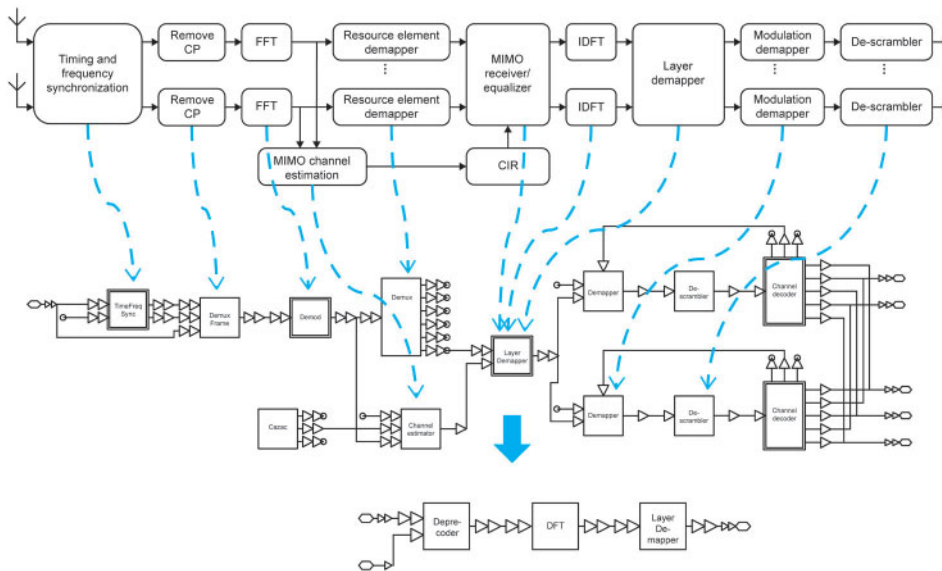 Timing and
frequency
synchronization
Remove
CP
FFT
Resource element
demapper
MIMO
receiver/
equalizer
IDFT
Layer
demapper
Modulation
demapper
De-scrambler
Remove
CP
FFT
Resource element
demapper
IDFT
Modulation
demapper
De-scrambler
MIMO channel
estimation
CIR
TimeFreq
Sync
Demux
Frame
Demod
Demux
Layer
Demapper
Demapper
De-
scrambler
Channel
decoder
Cazac
Channel
estimator
Demapper
De-
scrambler
Channel
decoder
Depre-
coder
DFT
Layer
De-
mapper